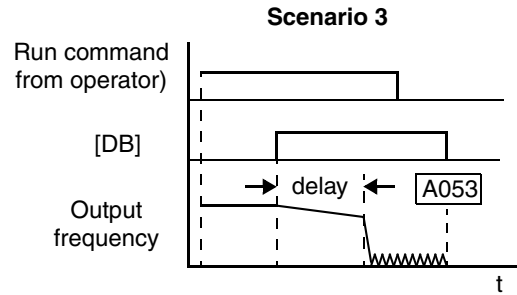 Scenario 3
Run command
from operator)
[DB]
delay
A053
Output
frequency
t